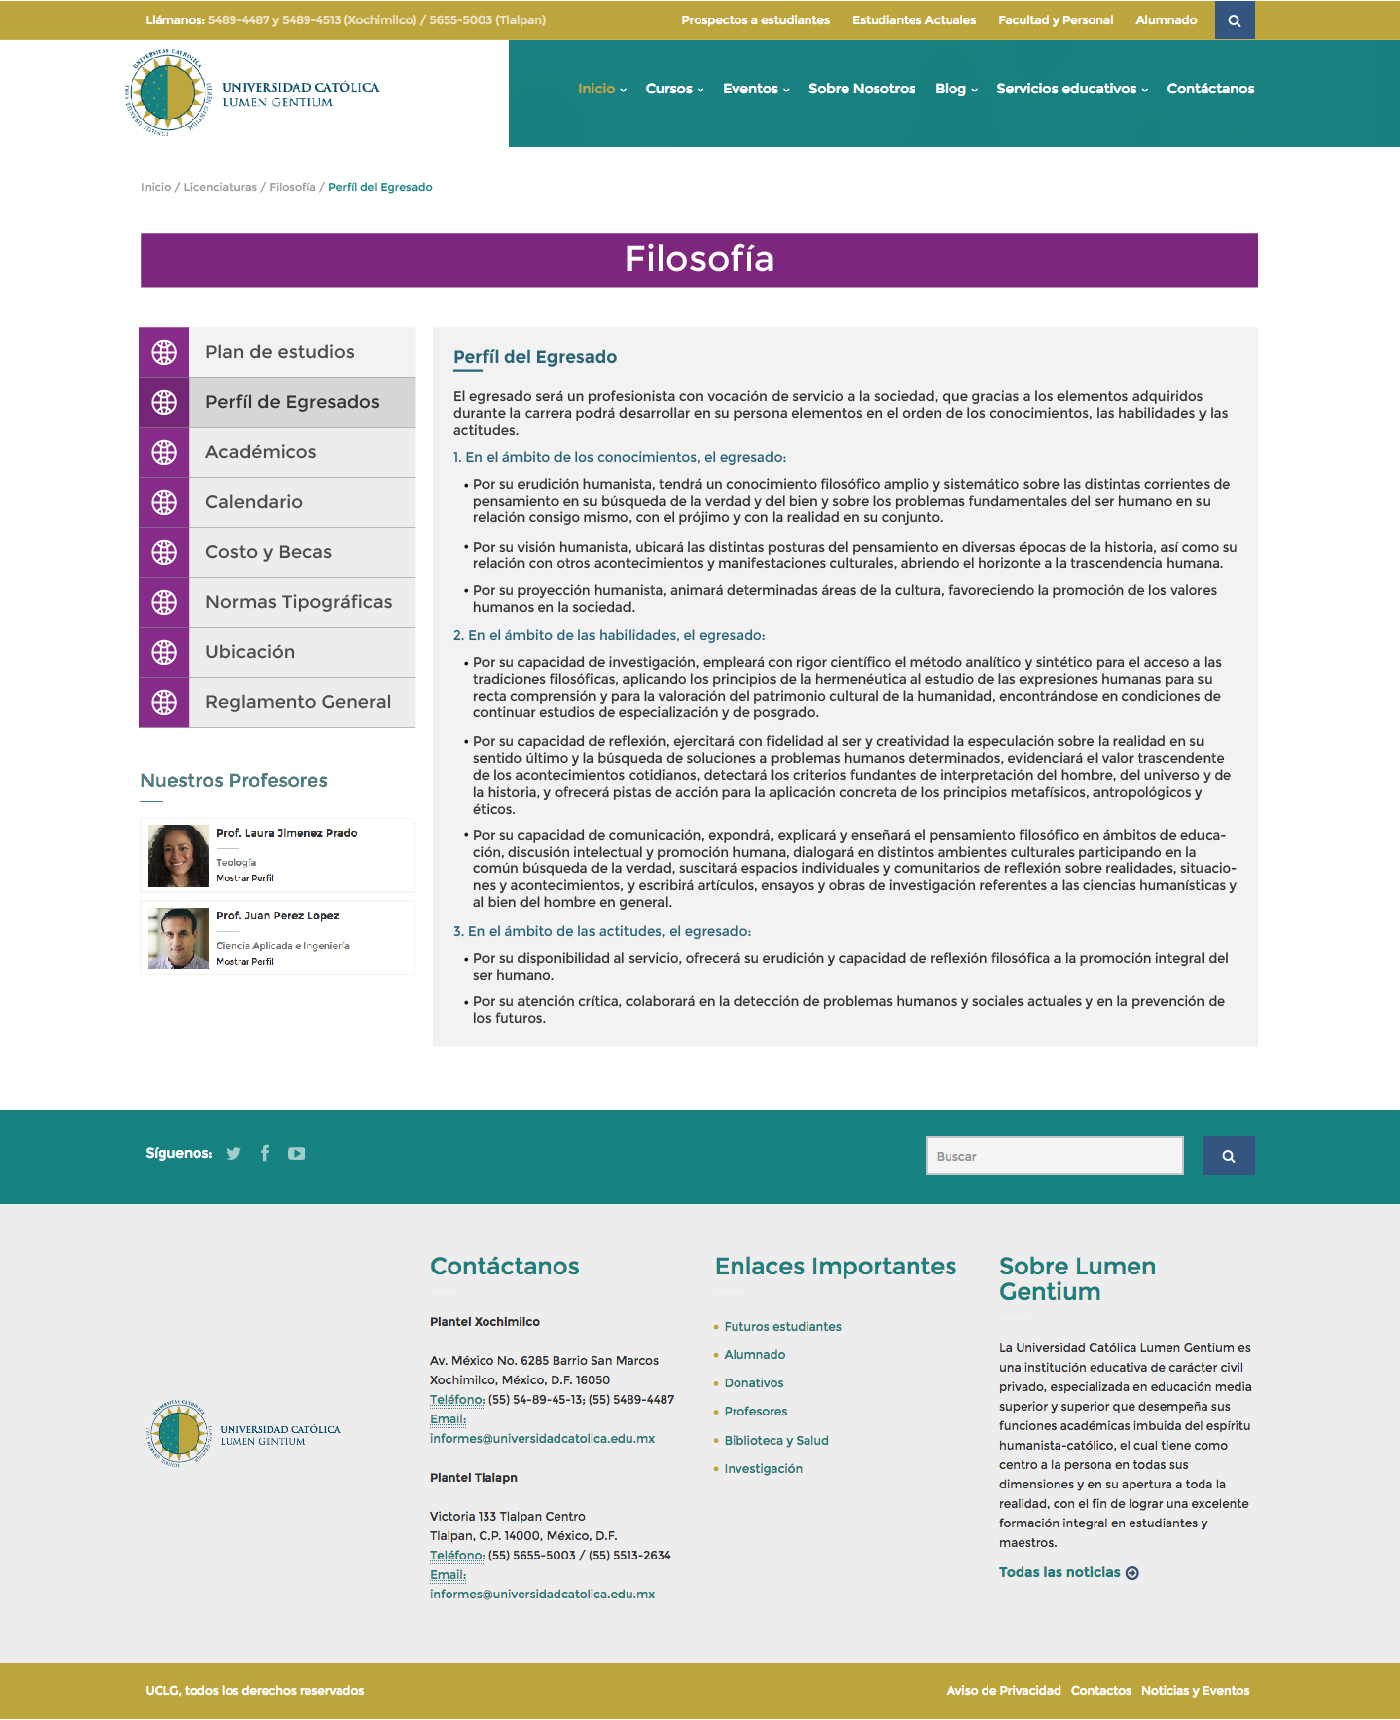 Llámanos: 5489-4487 y 5489-4513 (Xochimilco) / 5655-5003 (Tlalpan)
Prospectos a estudiantes Estudiantes Actuales Facultad y Personal Alumnado
UNIVERSIDAD CATÓLICA
LUMEN GENTIUM
Inicio Cursos Eventos Sobre Nosotros Blog Servicios educativos Contáctanos
Inicio / Licenciaturas / Filosofía / Perfíl del Egresado
Filosofía
Plan de estudios
Perfíl de Egresados
Académicos
Calendario
Costo y Becas
Normas Tipográficas
Ubicación
Reglamento General
Nuestros Profesores
Prof. Laura Jimenez Prado
Teología
Mostrar Perfil
Prof. Juan Perez Lopez
Ciencia Aplicada e Ingeniería
Mostrar Perfil
Perfíl del Egresado
El egresado será un profesionista con vocación de servicio a la sociedad, que gracias a los elementos adquiridos
durante la carrera podrá desarrollar en su persona elementos en el orden de los conocimientos, las habilidades y las
actitudes.
1. En el ámbito de los conocimientos, el egresado:
• Por su erudición humanista, tendrá un conocimiento filosófico amplio y sistemático sobre las distintas corrientes de
pensamiento en su búsqueda de la verdad y del bien y sobre los problemas fundamentales del ser humano en su
relación consigo mismo, con el prójimo y con la realidad en su conjunto.
• Por su visión humanista, ubicará las distintas posturas del pensamiento en diversas épocas de la historia, así como su
relación con otros acontecimientos y manifestaciones culturales, abriendo el horizonte a la trascendencia humana.
• Por su proyección humanista, animará determinadas áreas de la cultura, favoreciendo la promoción de los valores
humanos en la sociedad.
2. En el ámbito de las habilidades, el egresado:
• Por su capacidad de investigación, empleará con rigor científico el método analítico y sintético para el acceso a las
tradiciones filosóficas, aplicando los principios de la hermenéutica al estudio de las expresiones humanas para su
recta comprensión y para la valoración del patrimonio cultural de la humanidad, encontrándose en condiciones de
continuar estudios de especialización y de posgrado.
• Por su capacidad de reflexión, ejercitará con fidelidad al ser y creatividad la especulación sobre la realidad en su
sentido último y la búsqueda de soluciones a problemas humanos determinados, evidenciará el valor trascendente
de los acontecimientos cotidianos, detectará los criterios fundantes de interpretación del hombre, del universo y de
la historia, y ofrecerá pistas de acción para la aplicación concreta de los principios metafísicos, antropológicos y
éticos.
• Por su capacidad de comunicación, expondrá, explicará y enseñará el pensamiento filosófico en ámbitos de educa-
ción, discusión intelectual y promoción humana, dialogará en distintos ambientes culturales participando en la
común búsqueda de la verdad, suscitará espacios individuales y comunitarios de reflexión sobre realidades, situacio-
nes y acontecimientos, y escribirá artículos, ensayos y obras de investigación referentes a las ciencias humanísticas y
al bien del hombre en general.
3. En el ámbito de las actitudes, el egresado:
• Por su disponibilidad al servicio, ofrecerá su erudición y capacidad de reflexión filosófica a la promoción integral del
ser humano.
• Por su atención crítica, colaborará en la detección de problemas humanos y sociales actuales y en la prevención de
los futuros.
Síguenos:
Buscar
UNIVERSIDAD CATÓLICA
LUMEN GENTIUM
Contáctanos
Plantel Xochimilco
Av. México No. 6285 Barrio San Marcos
Xochimilco, México, D.F. 16050
Teléfono: (55) 54-89-45-13; (55) 5489-4487
Email:
informes@universidadcatolica.edu.mx
Plantel Tlalapn
Victoria 133 Tlalpan Centro
Tlalpan, C.P. 14000, México, D.F.
Teléfono: (55) 5655-5003 / (55) 5513-2634
Email:
informes@universidadcatolica.edu.mx
Enlaces Importantes
• Futuros estudiantes
• Alumnado
• Donativos
• Profesores
• Biblioteca y Salud
• Investigación
Sobre Lumen
Gentium
La Universidad Católica Lumen Gentium es
una institución educativa de carácter civil
privado, especializada en educación media
superior y superior que desempeña sus
funciones académicas imbuida del espíritu
humanista-católico, el cual tiene como
centro a la persona en todas sus
dimensiones y en su apertura a toda la
realidad, con el fin de lograr una excelente
formación integral en estudiantes y
maestros.
Todas las noticias
UCLG, todos los derechos reservados
Aviso de Privacidad Contactos Noticias y Eventos